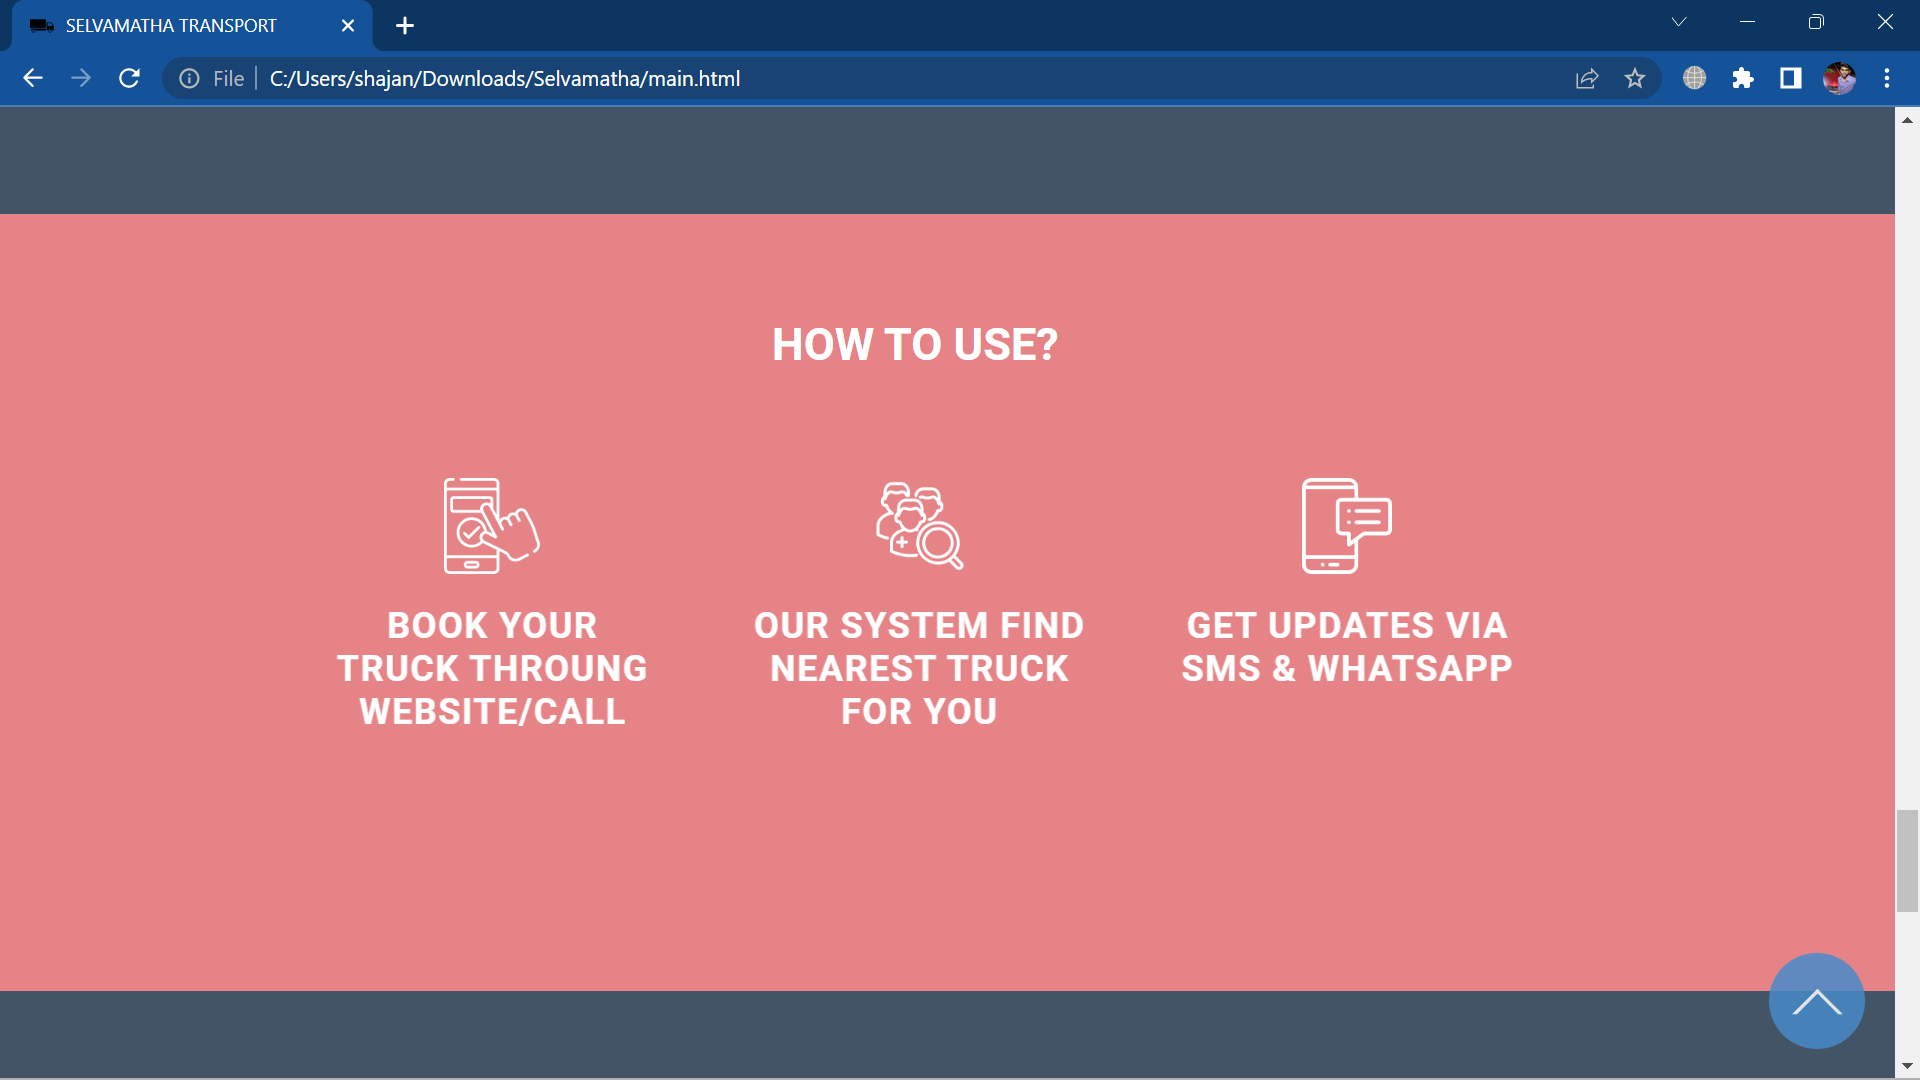 SELVAMATHA TRANSPORT
File
C:/Users/shajan/Downloads/Selvamatha/main.html
HOW TO USE?
BOOK YOUR
TRUCK THROUNG
WEBSITE/CALL
OUR SYSTEM FIND
NEAREST TRUCK
FOR YOU
GET UPDATES VIA
SMS & WHATSAPP